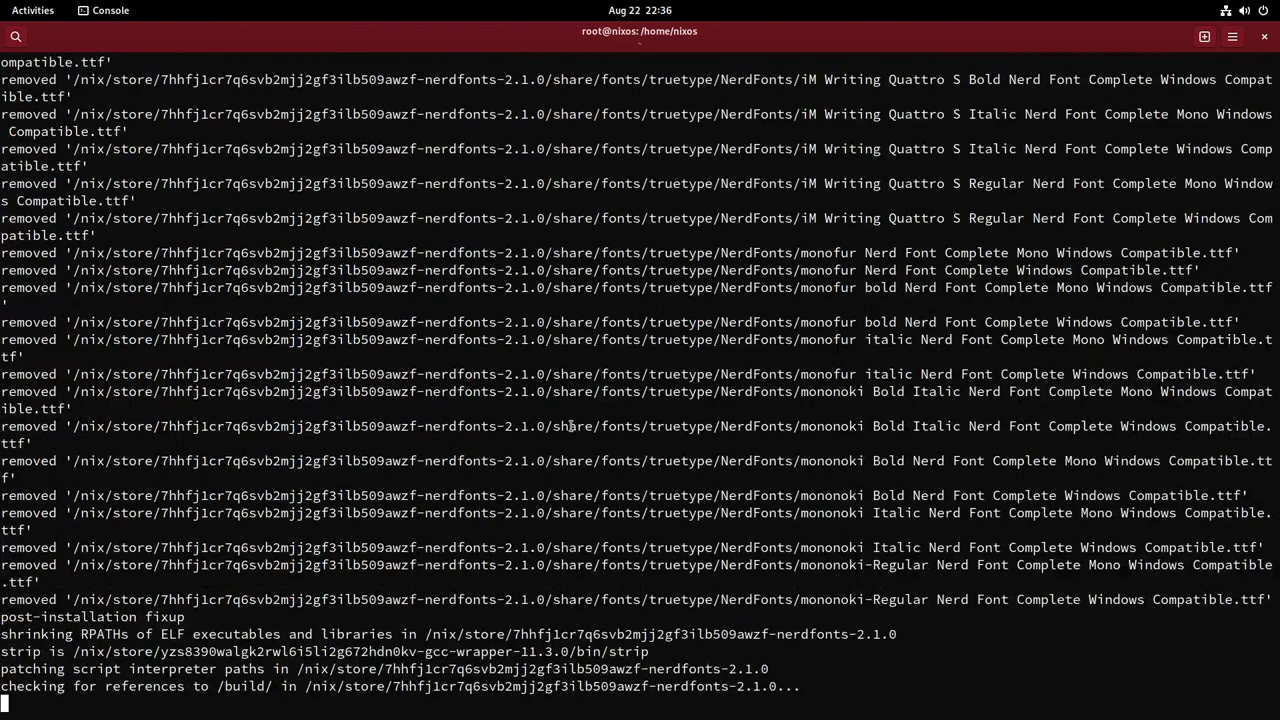 Activities
Console
Aug 22 22:36
root@nixos: /home/nixos
~
ompatible.ttf'
removed '/nix/store/7hhfj1cr7q6svb2mjj2gf3ilb509awzf-nerdfonts-2.1.0/share/fonts/truetype/NerdFonts/iM Writing Quattro S Bold Nerd Font Complete Windows Compat
ible.ttf'
removed '/nix/store/7hhfj1cr7q6svb2mjj2gf3ilb509awzf-nerdfonts-2.1.0/share/fonts/truetype/NerdFonts/iM Writing Quattro S Italic Nerd Font Complete Mono Windows
 Compatible.ttf'
removed '/nix/store/7hhfj1cr7q6svb2mjj2gf3ilb509awzf-nerdfonts-2.1.0/share/fonts/truetype/NerdFonts/iM Writing Quattro S Italic Nerd Font Complete Windows Comp
atible.ttf'
removed '/nix/store/7hhfj1cr7q6svb2mjj2gf3ilb509awzf-nerdfonts-2.1.0/share/fonts/truetype/NerdFonts/iM Writing Quattro S Regular Nerd Font Complete Mono Window
s Compatible.ttf'
removed '/nix/store/7hhfj1cr7q6svb2mjj2gf3ilb509awzf-nerdfonts-2.1.0/share/fonts/truetype/NerdFonts/iM Writing Quattro S Regular Nerd Font Complete Windows Com
patible.ttf'
removed '/nix/store/7hhfj1cr7q6svb2mjj2gf3ilb509awzf-nerdfonts-2.1.0/share/fonts/truetype/NerdFonts/monofur Nerd Font Complete Mono Windows Compatible.ttf'
removed '/nix/store/7hhfj1cr7q6svb2mjj2gf3ilb509awzf-nerdfonts-2.1.0/share/fonts/truetype/NerdFonts/monofur Nerd Font Complete Windows Compatible.ttf'
removed '/nix/store/7hhfj1cr7q6svb2mjj2gf3ilb509awzf-nerdfonts-2.1.0/share/fonts/truetype/NerdFonts/monofur bold Nerd Font Complete Mono Windows Compatible.ttf
'
removed '/nix/store/7hhfj1cr7q6svb2mjj2gf3ilb509awzf-nerdfonts-2.1.0/share/fonts/truetype/NerdFonts/monofur bold Nerd Font Complete Windows Compatible.ttf'
removed '/nix/store/7hhfj1cr7q6svb2mjj2gf3ilb509awzf-nerdfonts-2.1.0/share/fonts/truetype/NerdFonts/monofur italic Nerd Font Complete Mono Windows Compatible.t
tf'
removed '/nix/store/7hhfj1cr7q6svb2mjj2gf3ilb509awzf-nerdfonts-2.1.0/share/fonts/truetype/NerdFonts/monofur italic Nerd Font Complete Windows Compatible.ttf'
removed '/nix/store/7hhfj1cr7q6svb2mjj2gf3ilb509awzf-nerdfonts-2.1.0/share/fonts/truetype/NerdFonts/mononoki Bold Italic Nerd Font Complete Mono Windows Compat
ible.ttf'
removed '/nix/store/7hhfj1cr7q6svb2mjj2gf3ilb509awzf-nerdfonts-2.1.0/share/fonts/truetype/NerdFonts/mononoki Bold Italic Nerd Font Complete Windows Compatible.
ttf'
removed '/nix/store/7hhfj1cr7q6svb2mjj2gf3ilb509awzf-nerdfonts-2.1.0/share/fonts/truetype/NerdFonts/mononoki Bold Nerd Font Complete Mono Windows Compatible.tt
f'
removed '/nix/store/7hhfj1cr7q6svb2mjj2gf3ilb509awzf-nerdfonts-2.1.0/share/fonts/truetype/NerdFonts/mononoki Bold Nerd Font Complete Windows Compatible.ttf'
removed '/nix/store/7hhfj1cr7q6svb2mjj2gf3ilb509awzf-nerdfonts-2.1.0/share/fonts/truetype/NerdFonts/mononoki Italic Nerd Font Complete Mono Windows Compatible.
ttf'
removed '/nix/store/7hhfj1cr7q6svb2mjj2gf3ilb509awzf-nerdfonts-2.1.0/share/fonts/truetype/NerdFonts/mononoki Italic Nerd Font Complete Windows Compatible.ttf'
removed '/nix/store/7hhfj1cr7q6svb2mjj2gf3ilb509awzf-nerdfonts-2.1.0/share/fonts/truetype/NerdFonts/mononoki-Regular Nerd Font Complete Mono Windows Compatible
.ttf'
removed '/nix/store/7hhfj1cr7q6svb2mjj2gf3ilb509awzf-nerdfonts-2.1.0/share/fonts/truetype/NerdFonts/mononoki-Regular Nerd Font Complete Windows Compatible.ttf'
post-installation fixup
shrinking RPATHs of ELF executables and libraries in /nix/store/7hhfj1cr7q6svb2mjj2gf3ilb509awzf-nerdfonts-2.1.0
strip is /nix/store/yzs8390walgk2rwl6i5li2g672hdn0kv-gcc-wrapper-11.3.0/bin/strip
patching script interpreter paths in /nix/store/7hhfj1cr7q6svb2mjj2gf3ilb509awzf-nerdfonts-2.1.0
checking for references to /build/ in /nix/store/7hhfj1cr7q6svb2mjj2gf3ilb509awzf-nerdfonts-2.1.0...